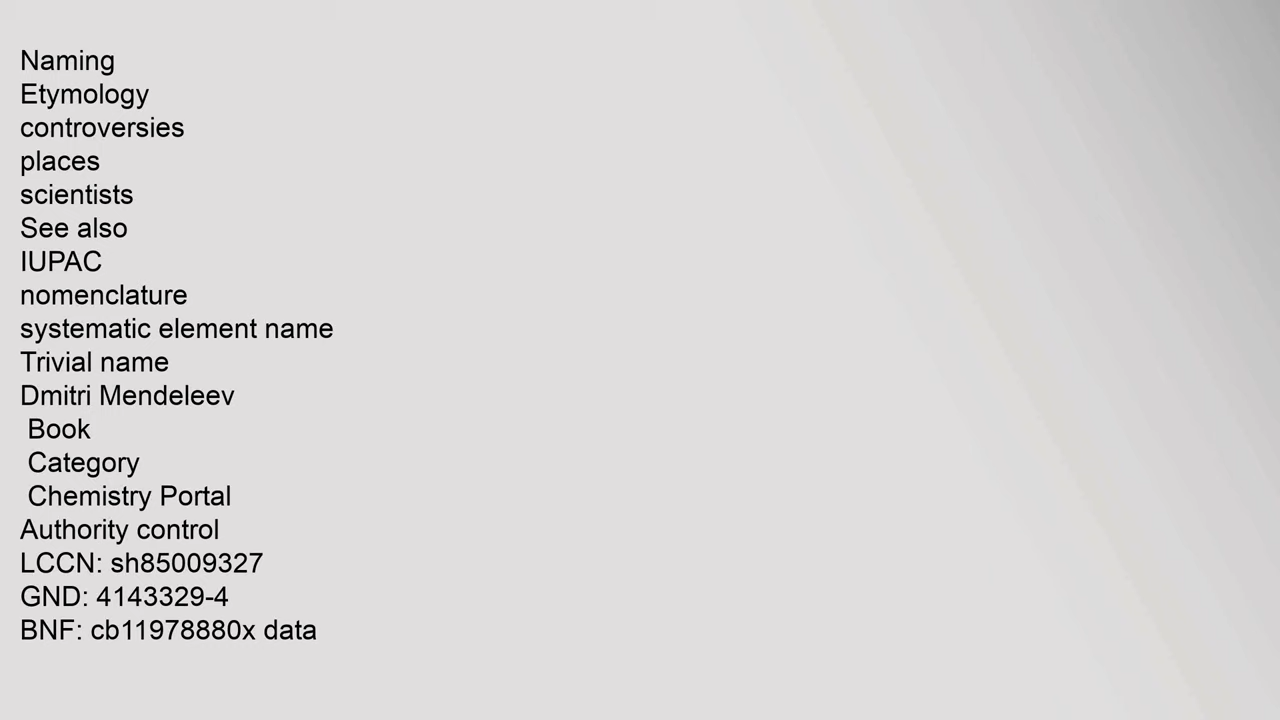 Naming
Etymology
controversies
places
scientists
See also
IUPAC
nomenclature
systematic element name
Trivial name
Dmitri Mendeleev
Book
Category
Chemistry Portal
Authority control
LCCN: sh85009327
GND: 4143329-4
BNF: cb11978880x data